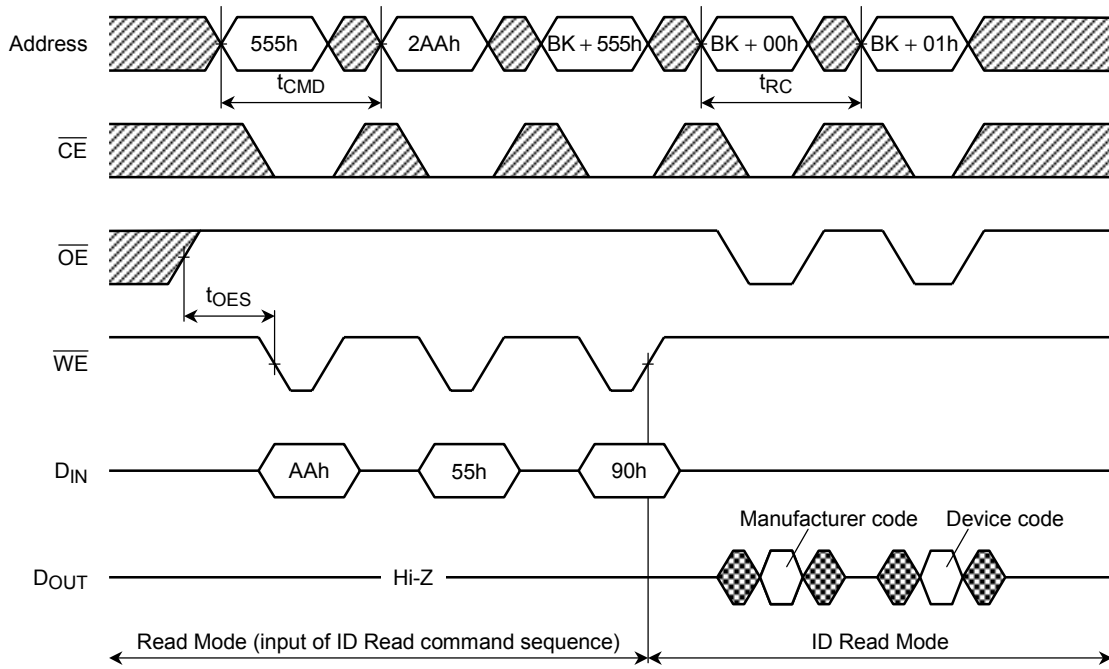 Address 555h 2AAh BK + 555h BK + 00h BK + 01h
tCMD tRC
CE
OE
tOES
WE
DIN AAh 55h 90h
Manufacturer code Device code
DOUT Hi-Z
Read Mode (input of ID Read command sequence) ID Read Mode